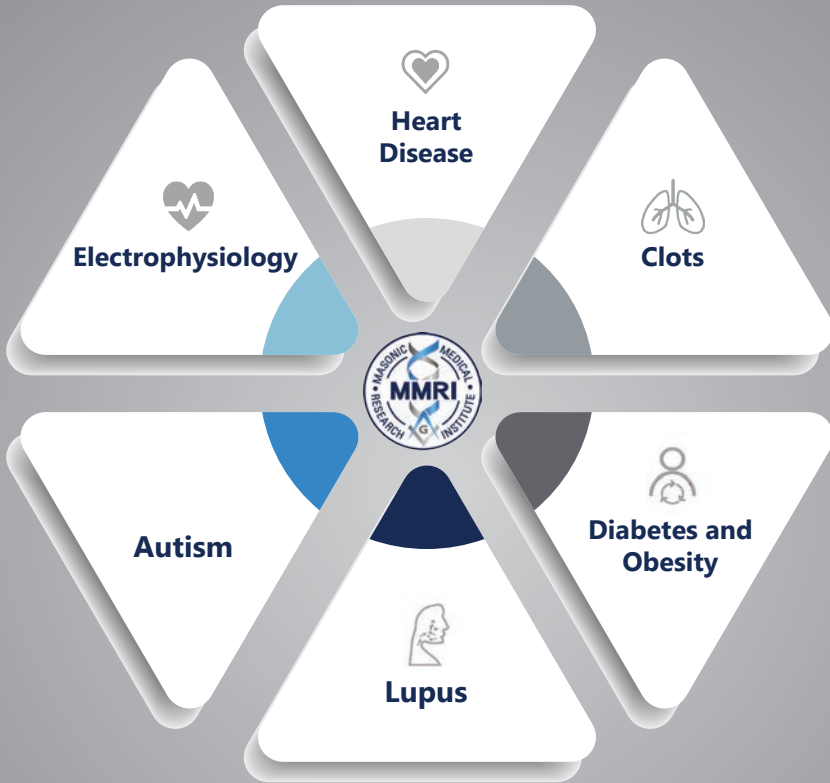 Heart
Disease
Electrophysiology
Clots
MASONIC MEDICAL
MMRI
RESEARCH INSTITUTE
G
Autism
Diabetes and
Obesity
Lupus